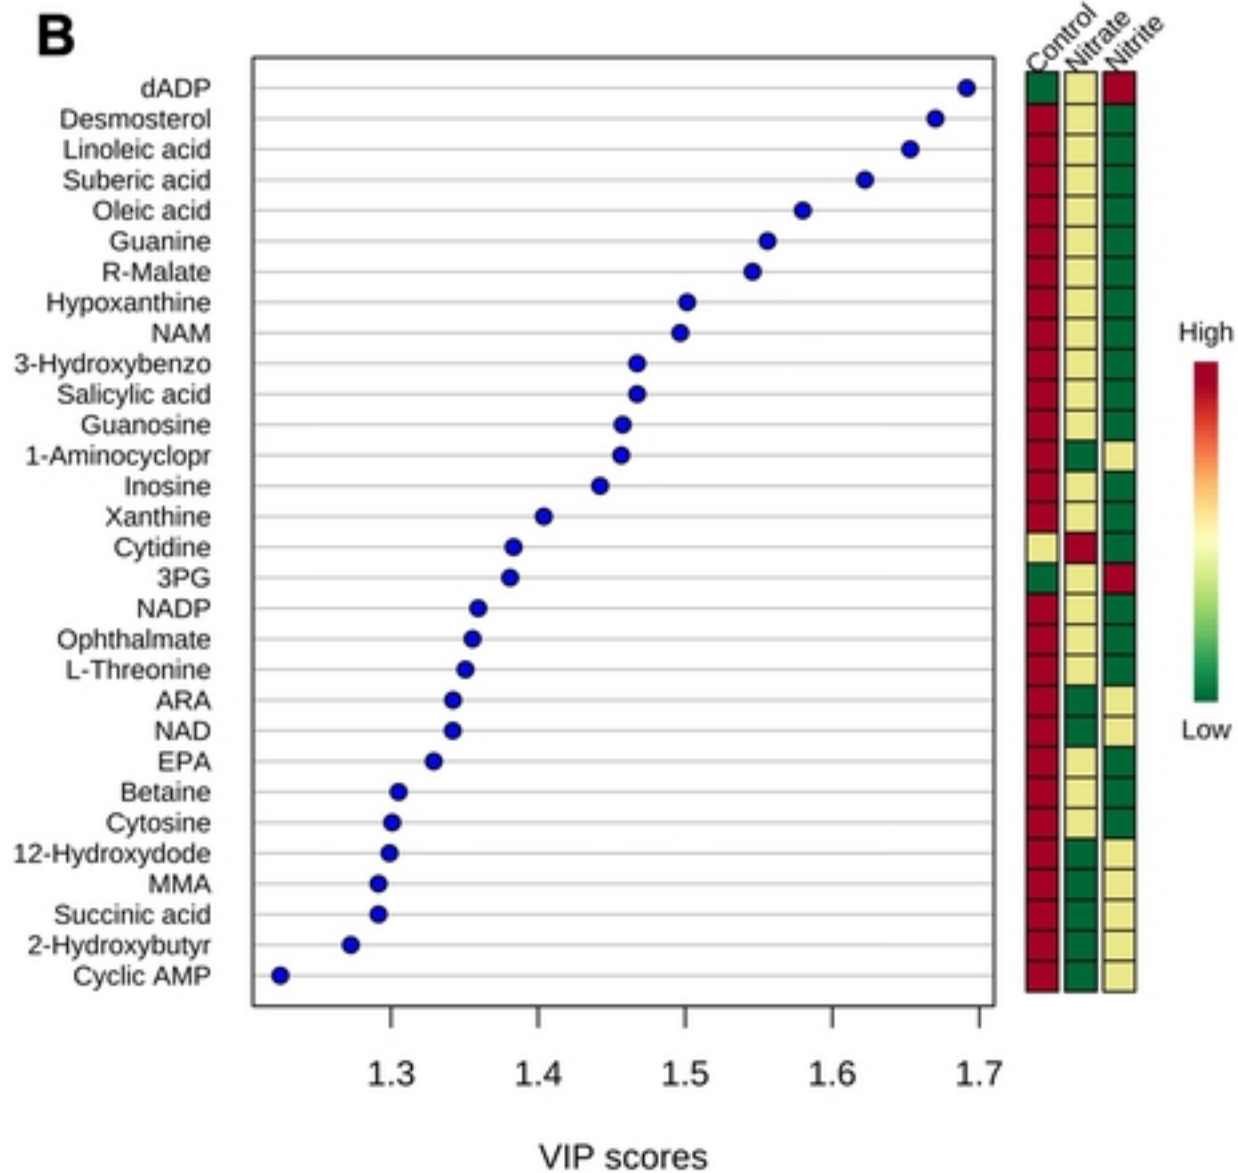 B
Control Nitrate Nitrite
dADP
Desmosterol
Linoleic acid
Suberic acid
Oleic acid
Guanine
R-Malate
Hypoxanthine
NAM
3-Hydroxybenzo
Salicylic acid
Guanosine
1-Aminocyclopr
Inosine
Xanthine
Cytidine
3PG
NADP
Ophthalmate
L-Threonine
ARA
NAD
EPA
Betaine
Cytosine
12-Hydroxydode
MMA
Succinic acid
2-Hydroxybutyr
Cyclic AMP
High
Low
1.3 1.4 1.5 1.6 1.7
VIP scores